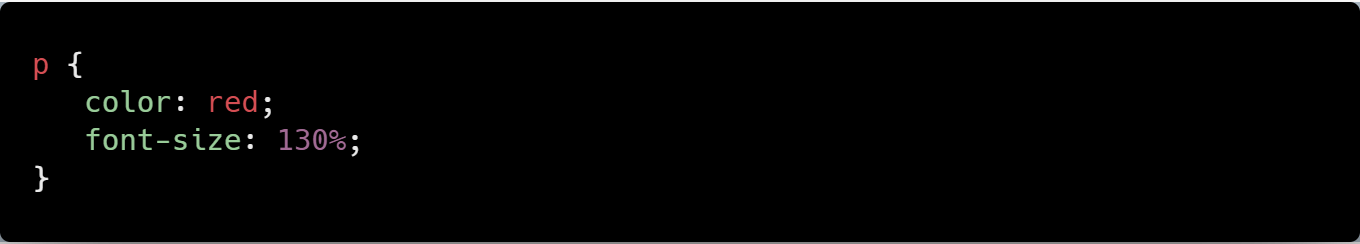 p {
   color: red;
   font-size: 130%;
}